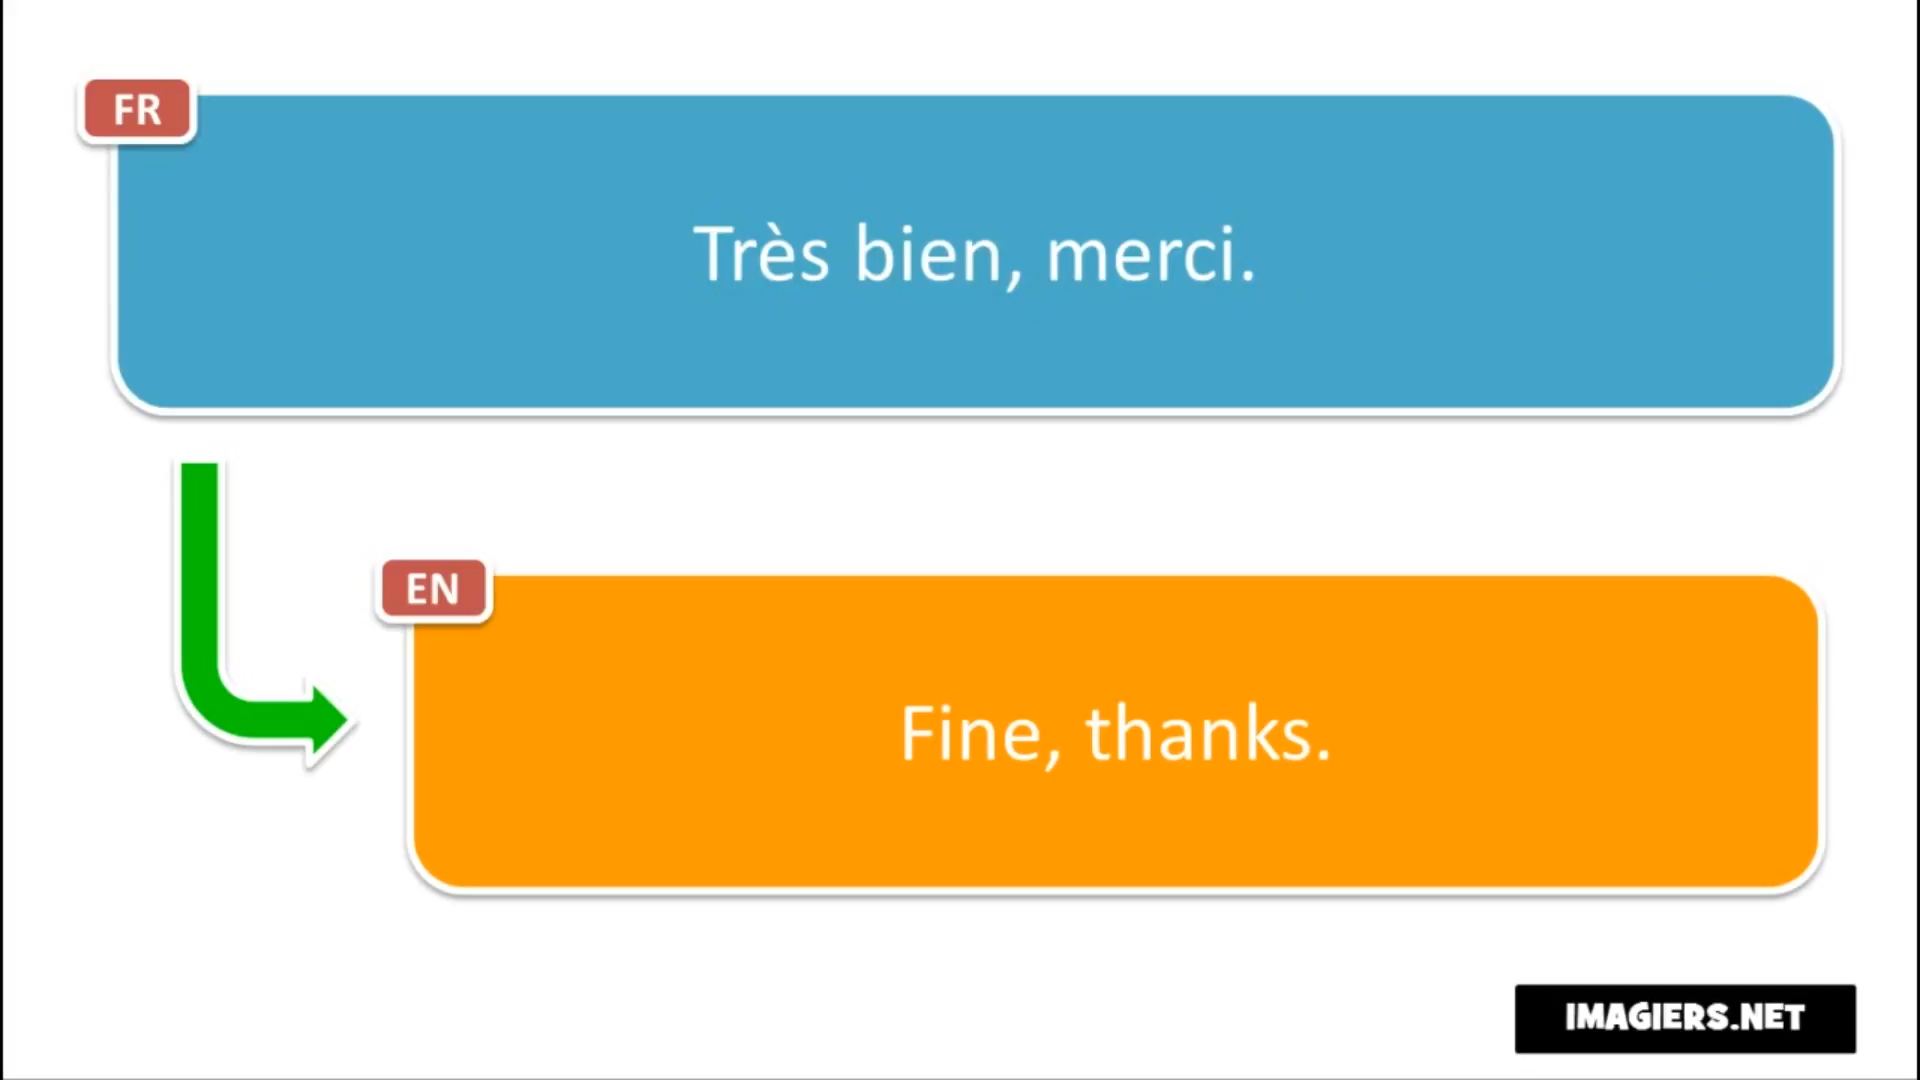 FR
Très bien, merci.
EN
Fine, thanks.
IMAGIERS.NET